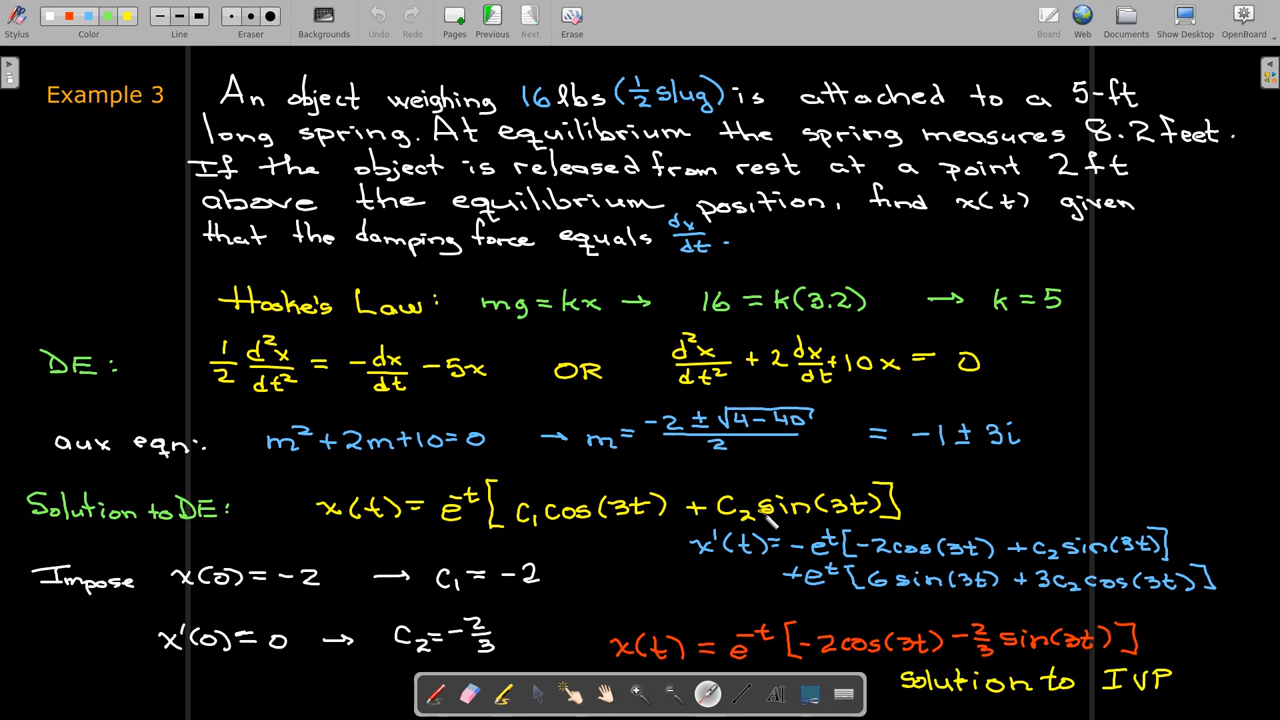 Stylus Color Line Eraser Backgrounds Undo Redo Pages Previous Next Erase Board Web Documents Show Desktop OpenBoard
Example 3
An object weighing 16 lbs (1/2 slug) is attached to a 5-ft
long spring. At equilibrium the spring measures 8.2 feet.
If the object is released from rest at a point 2 ft
above the equilibrium position, find x(t) given
that the damping force equals dx/dt.
Hooke's Law: mg = kx → 16 = k(3.2) → k = 5
DE: 1/2 d²x/dt² = -dx/dt - 5x OR d²x/dt² + 2 dx/dt + 10x = 0
aux eqn: m² + 2m + 10 = 0 → m = (-2 ± √(4-40))/2 = -1 ± 3i
Solution to DE: x(t) = e^-t [c₁cos(3t) + c₂sin(3t)]
x'(t) = -e^-t [-2cos(3t) + c₂sin(3t)]
+e^-t [6sin(3t) + 3c₂cos(3t)]
Impose x(0) = -2 → c₁ = -2
x'(0) = 0 → c₂ = -2/3
x(t) = e^-t [-2cos(3t) - 2/3 sin(3t)]
solution to IVP